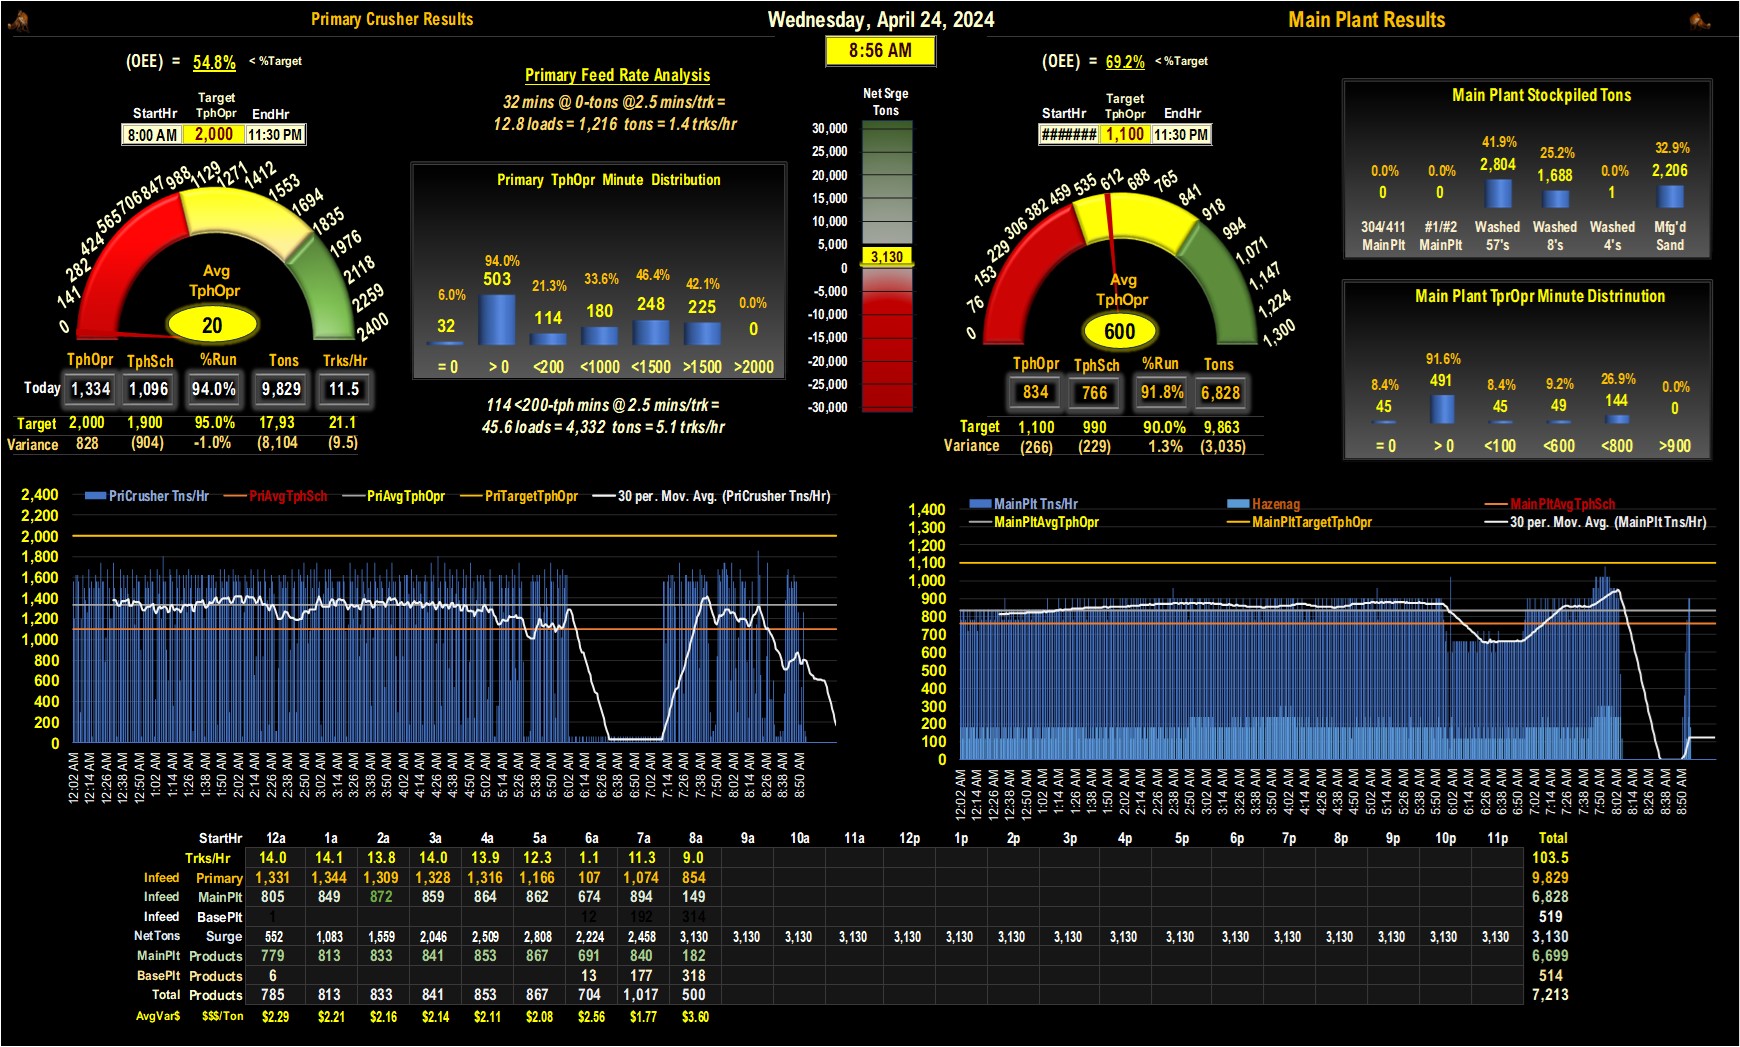 Primary Crusher Results
Wednesday, April 24, 2024
Main Plant Results
8:56 AM
(OEE) = 54.8% < %Target
StartHr Target TphOpr EndHr
8:00 AM 2,000 11:30 PM
0 141 282 424 565 706 847 988 1129 1271 1412 1553 1694 1835 1976 2118 2259 2400
Avg
TphOpr
20
TphOpr TphSch %Run Tons Trks/Hr
Today 1,334 1,096 94.0% 9,829 11.5
Target 2,000 1,900 95.0% 17,93 21.1
Variance 828 (904) -1.0% (8,104 (9.5)
Primary Feed Rate Analysis
32 mins @ 0-tons @2.5 mins/trk =
12.8 loads = 1,216 tons = 1.4 trks/hr
Primary TphOpr Minute Distribution
6.0% 94.0% 21.3% 33.6% 46.4% 42.1% 0.0%
32 503 114 180 248 225 0
= 0 > 0 <200 <1000 <1500 >1500 >2000
114 <200-tph mins @ 2.5 mins/trk =
45.6 loads = 4,332 tons = 5.1 trks/hr
Net Srge
Tons
30,000
25,000
20,000
15,000
10,000
5,000
3,130
0
-5,000
-10,000
-15,000
-20,000
-25,000
-30,000
(OEE) = 69.2% < %Target
StartHr Target TphOpr EndHr
####### 1,100 11:30 PM
0 76 153 229 306 382 459 535 612 688 765 841 918 994 1,071 1,147 1,224 1,300
Avg
TphOpr
600
TphOpr TphSch %Run Tons
834 766 91.8% 6,828
Target 1,100 990 90.0% 9,863
Variance (266) (229) 1.3% (3,035)
Main Plant Stockpiled Tons
0.0% 0.0% 41.9% 25.2% 0.0% 32.9%
0 0 2,804 1,688 1 2,206
304/411 #1/#2 Washed Washed Washed Mfg'd
MainPlt MainPlt 57's 8's 4's Sand
Main Plant TprOpr Minute Distrinution
8.4% 91.6% 8.4% 9.2% 26.9% 0.0%
45 491 45 49 144 0
= 0 > 0 <100 <600 <800 >900
PriCrusher Tns/Hr PriAvgTphSch PriAvgTphOpr PriTargetTphOpr 30 per. Mov. Avg. (PriCrusher Tns/Hr)
2,400
2,200
2,000
1,800
1,600
1,400
1,200
1,000
800
600
400
200
0
12:02 AM 12:14 AM 12:26 AM 12:38 AM 12:50 AM 1:02 AM 1:14 AM 1:26 AM 1:38 AM 1:50 AM 2:02 AM 2:14 AM 2:26 AM 2:38 AM 2:50 AM 3:02 AM 3:14 AM 3:26 AM 3:38 AM 3:50 AM 4:02 AM 4:14 AM 4:26 AM 4:38 AM 4:50 AM 5:02 AM 5:14 AM 5:26 AM 5:38 AM 5:50 AM 6:02 AM 6:14 AM 6:26 AM 6:38 AM 6:50 AM 7:02 AM 7:14 AM 7:26 AM 7:38 AM 7:50 AM 8:02 AM 8:14 AM 8:26 AM 8:38 AM 8:50 AM
MainPlt Tns/Hr Hazenag MainPltAvgTphSch
MainPltAvgTphOpr MainPltTargetTphOpr 30 per. Mov. Avg. (MainPlt Tns/Hr)
1,400
1,300
1,200
1,100
1,000
900
800
700
600
500
400
300
200
100
0
12:02 AM 12:14 AM 12:26 AM 12:38 AM 12:50 AM 1:02 AM 1:14 AM 1:26 AM 1:38 AM 1:50 AM 2:02 AM 2:14 AM 2:26 AM 2:38 AM 2:50 AM 3:02 AM 3:14 AM 3:26 AM 3:38 AM 3:50 AM 4:02 AM 4:14 AM 4:26 AM 4:38 AM 4:50 AM 5:02 AM 5:14 AM 5:26 AM 5:38 AM 5:50 AM 6:02 AM 6:14 AM 6:26 AM 6:38 AM 6:50 AM 7:02 AM 7:14 AM 7:26 AM 7:38 AM 7:50 AM 8:02 AM 8:14 AM 8:26 AM 8:38 AM 8:50 AM
StartHr 12a 1a 2a 3a 4a 5a 6a 7a 8a 9a 10a 11a 12p 1p 2p 3p 4p 5p 6p 7p 8p 9p 10p 11p Total
Trks/Hr 14.0 14.1 13.8 14.0 13.9 12.3 1.1 11.3 9.0 103.5
Infeed Primary 1,331 1,344 1,309 1,328 1,316 1,166 107 1,074 854 9,829
Infeed MainPlt 805 849 872 859 864 862 674 894 149 6,828
Infeed BasePlt 1 12 192 314 519
NetTons Surge 552 1,083 1,559 2,046 2,509 2,808 2,224 2,458 3,130 3,130 3,130 3,130 3,130 3,130 3,130 3,130 3,130 3,130 3,130 3,130 3,130 3,130 3,130 3,130 3,130
MainPlt Products 779 813 833 841 853 867 691 840 182 6,699
BasePlt Products 6 13 177 318 514
Total Products 785 813 833 841 853 867 704 1,017 500 7,213
AvgVar$ $$$/Ton $2.29 $2.21 $2.16 $2.14 $2.11 $2.08 $2.56 $1.77 $3.60